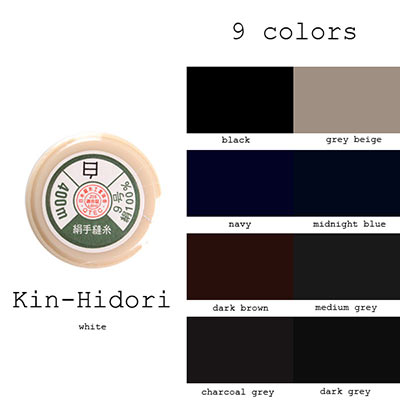 9 colors
black
grey beige
navy
midnight blue
dark brown
medium grey
charcoal grey
dark grey
400m
9号
絹100%
QTEC
絹手縫糸
Kin-Hidori
white